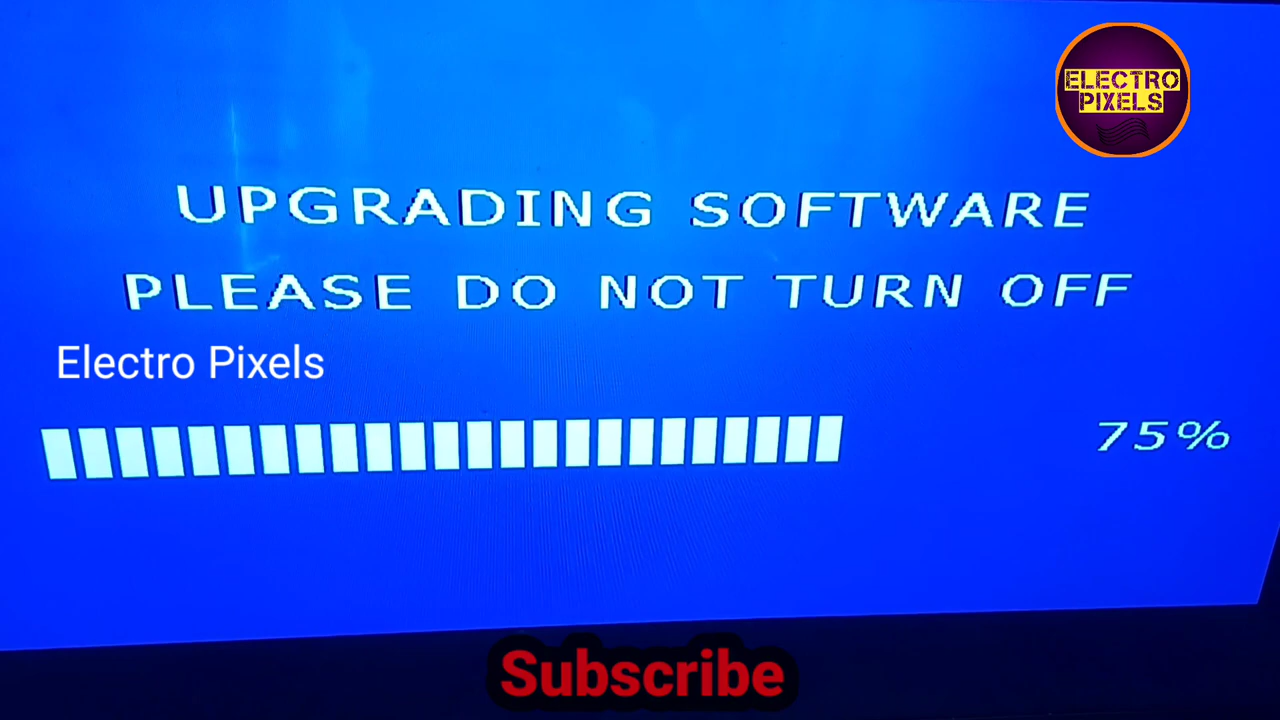 ELECTRO
PIXELS
UPGRADING SOFTWARE
PLEASE DO NOT TURN OFF
Electro Pixels
75%
Subscribe